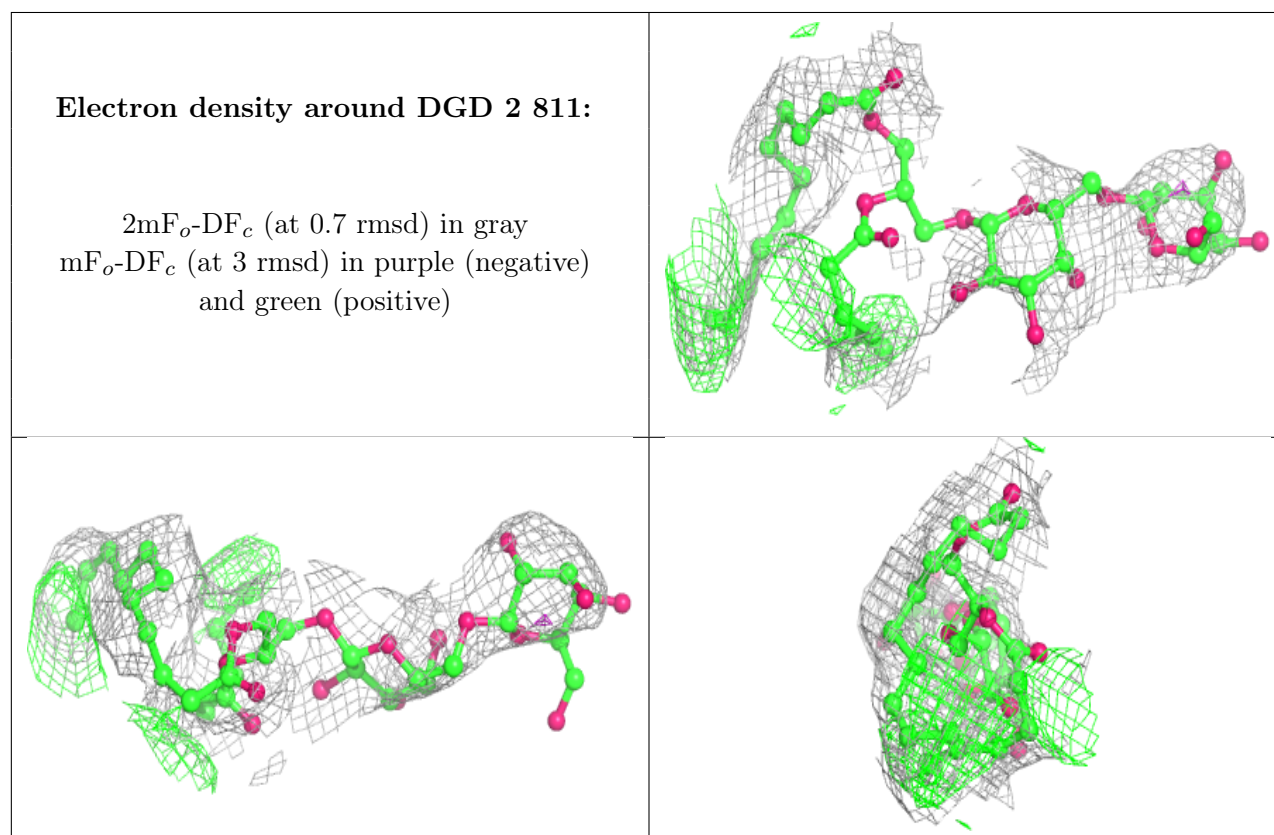 Electron density around DGD 2 811:
2mFo-DFc (at 0.7 rmsd) in gray
mFo-DFc (at 3 rmsd) in purple (negative)
and green (positive)